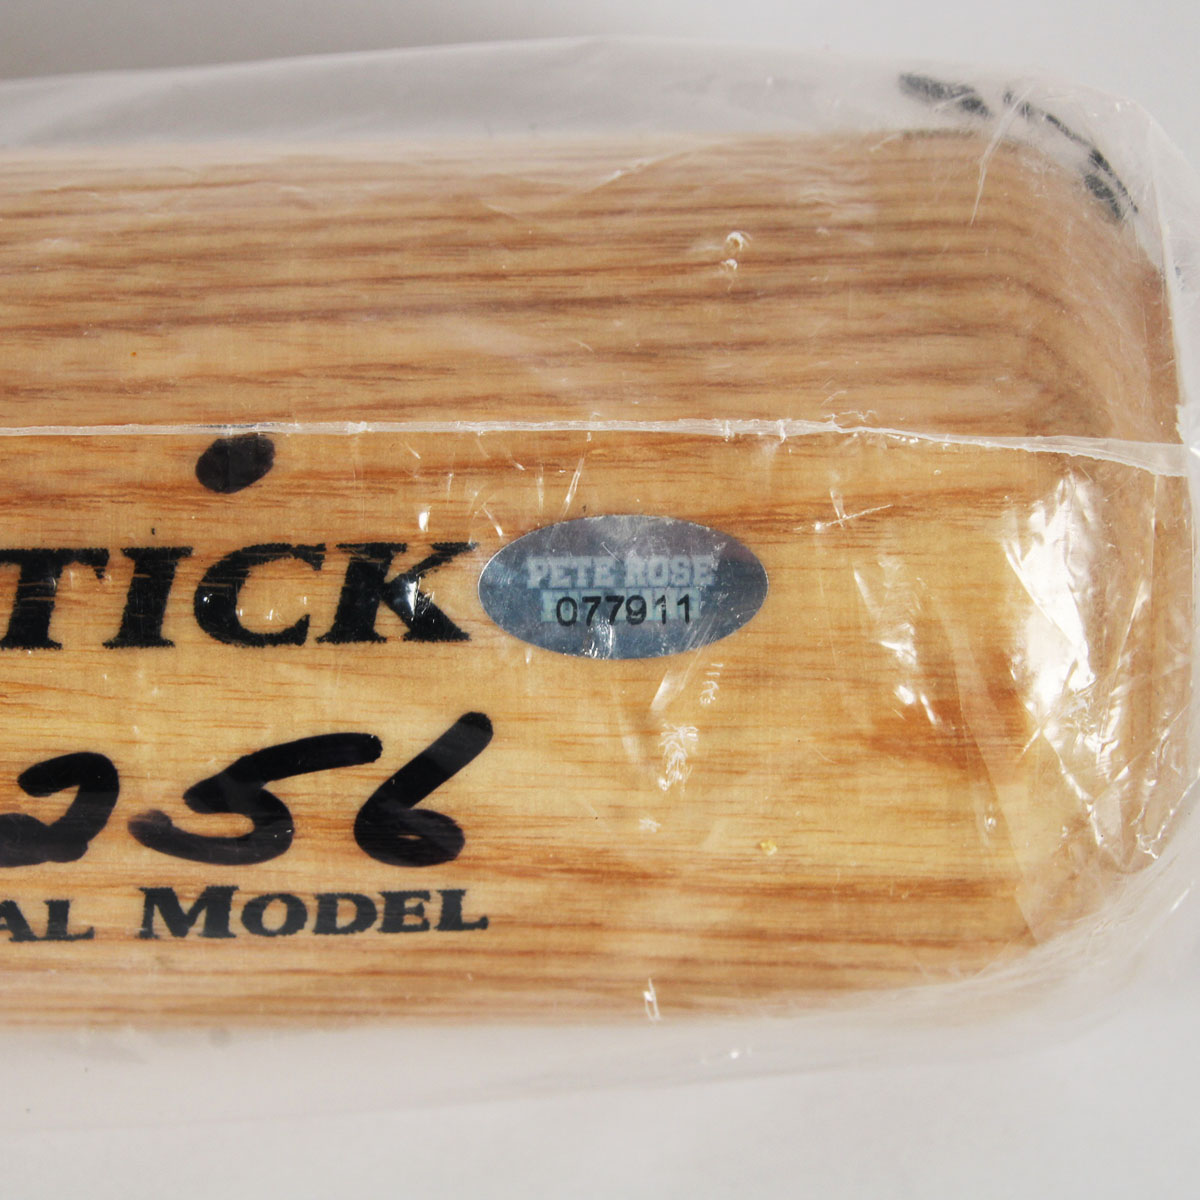 TICK
PETE ROSE
077911
256
AL MODEL